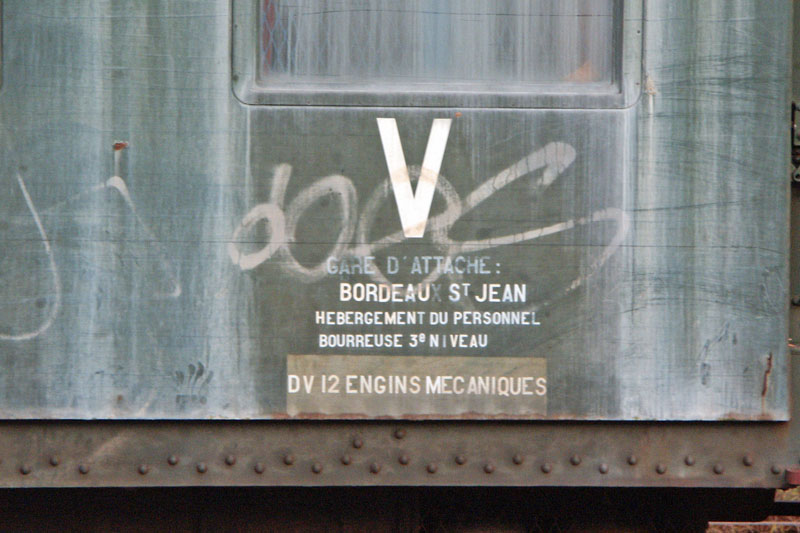 V
GARE D'ATTACHE:
BORDEAUX ST JEAN
HEBERGEMENT DU PERSONNEL
BOURREUSE 3e NIVEAU
DV 12 ENGINS MECANIQUES